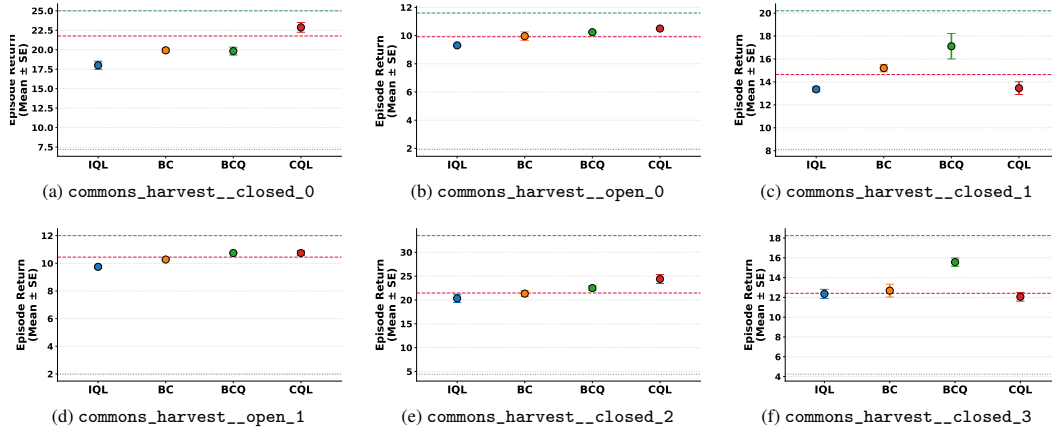 Episode Return
(Mean ± SE)
25.0
22.5
20.0
17.5
15.0
12.5
10.0
7.5
IQL BC BCQ CQL
(a) commons_harvest__closed_0
Episode Return
(Mean ± SE)
12
10
8
6
4
2
IQL BC BCQ CQL
(b) commons_harvest__open_0
Episode Return
(Mean ± SE)
20
18
16
14
12
10
8
IQL BC BCQ CQL
(c) commons_harvest__closed_1
Episode Return
(Mean ± SE)
12
10
8
6
4
2
IQL BC BCQ CQL
(d) commons_harvest__open_1
Episode Return
(Mean ± SE)
30
25
20
15
10
5
IQL BC BCQ CQL
(e) commons_harvest__closed_2
Episode Return
(Mean ± SE)
18
16
14
12
10
8
6
4
IQL BC BCQ CQL
(f) commons_harvest__closed_3